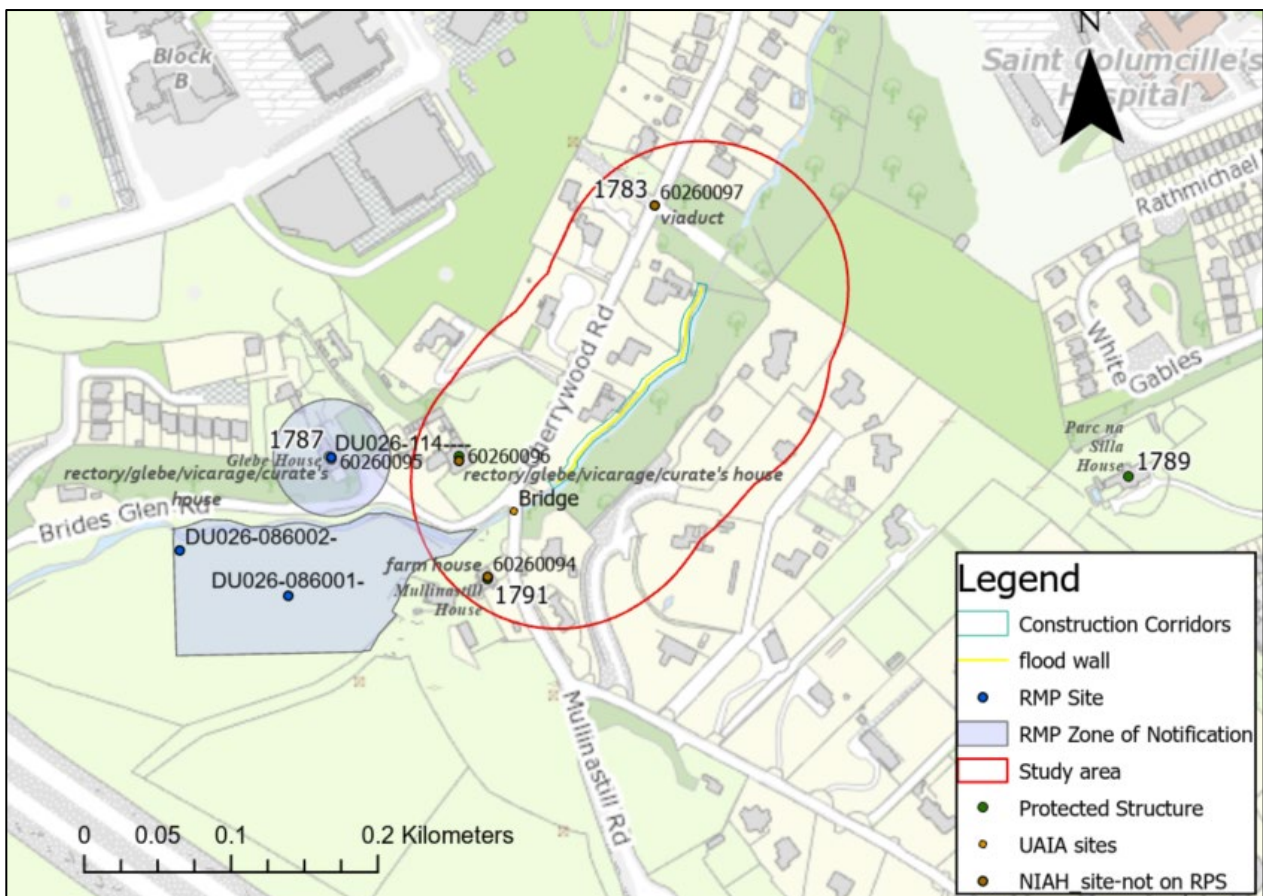 Block
B
N
Saint Columcille's
Hospital
Rathmichael
1783
60260097
viaduct
Cherrywood Rd
White
Gables
Parc na
Silla
House
1789
1787
DU026-114----
Glebe House
60260095
60260096
rectory/glebe/vicarage/curate's
house
rectory/glebe/vicarage/curate's house
Bridge
Brides Glen Rd
DU026-086002-
DU026-086001-
farm house
60260094
Mullinastill
House
1791
Mullinastill Rd
0 0.05 0.1 0.2 Kilometers
Legend
Construction Corridors
flood wall
RMP Site
RMP Zone of Notification
Study area
Protected Structure
UAIA sites
NIAH_site-not on RPS